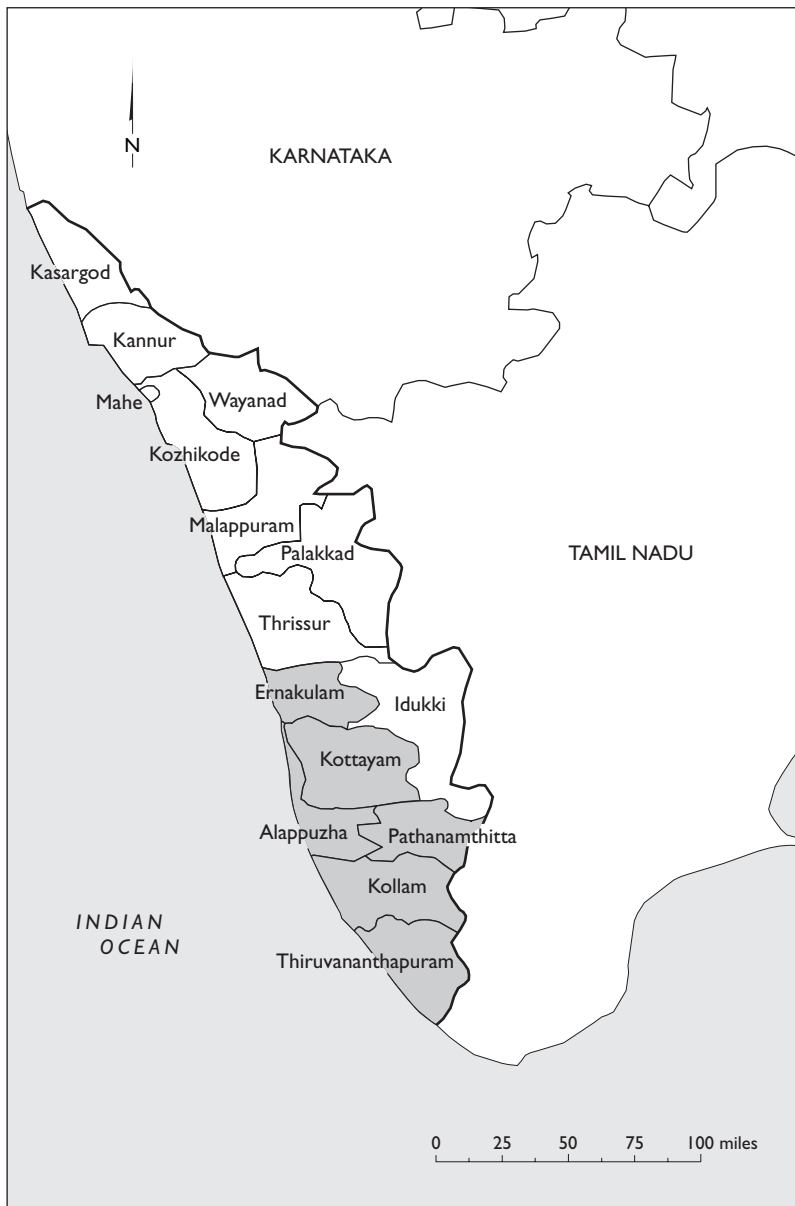 N
KARNATAKA
Kasargod
Kannur
Mahe
Wayanad
Kozhikode
Malappuram
Palakkad
TAMIL NADU
Thrissur
Ernakulam
Idukki
Kottayam
Alappuzha
Pathanamthitta
Kollam
INDIAN
OCEAN
Thiruvananthapuram
0 25 50 75 100 miles